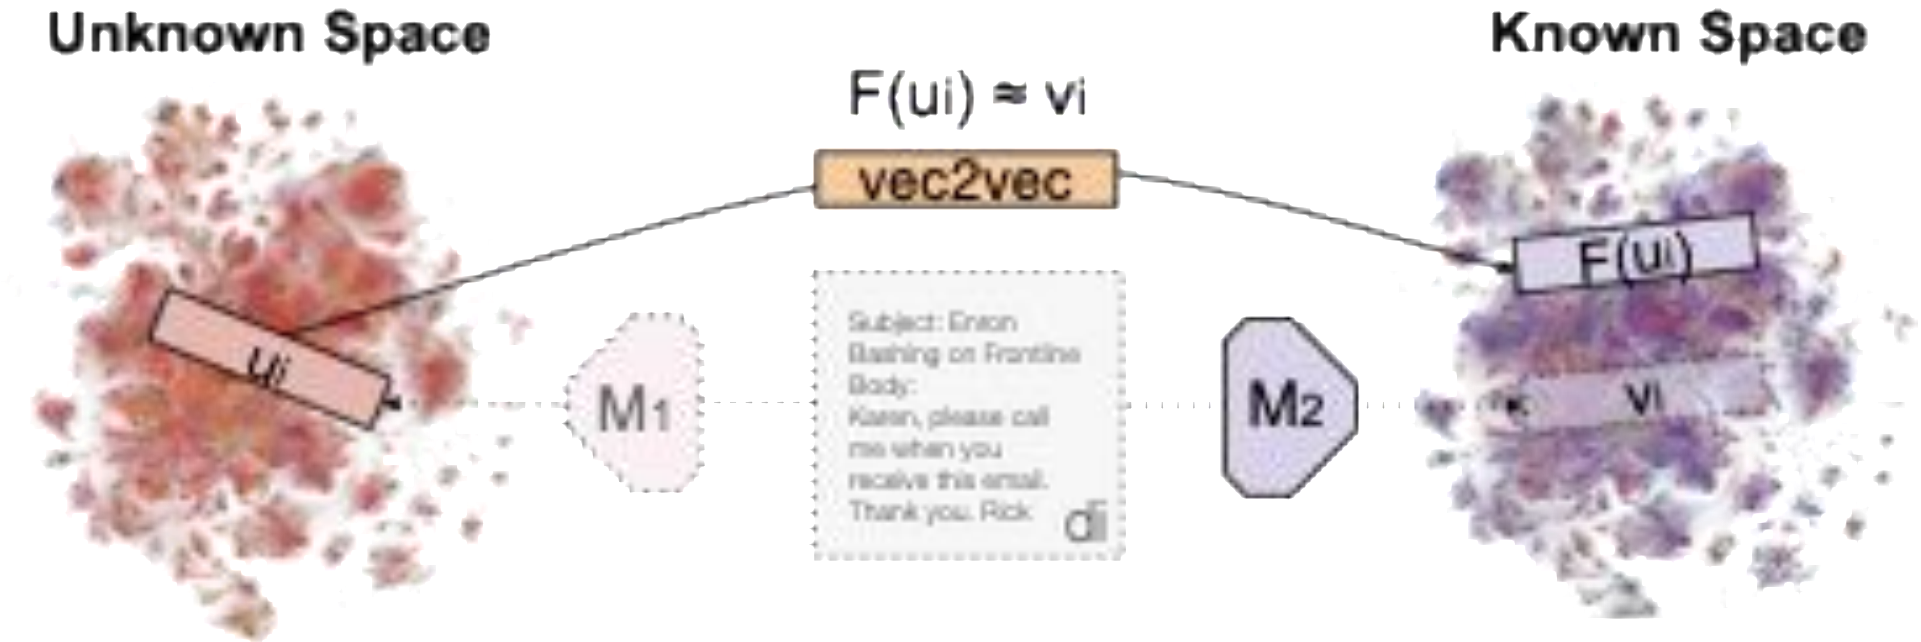 Unknown Space
Known Space
F(ui) ≈ vi
vec2vec
F(ui)
ui
M1
Subject: Enron
Bashing on Frontline
Body:
Karen, please call
me when you
receive this email.
Thank you. Rick
di
M2
vi